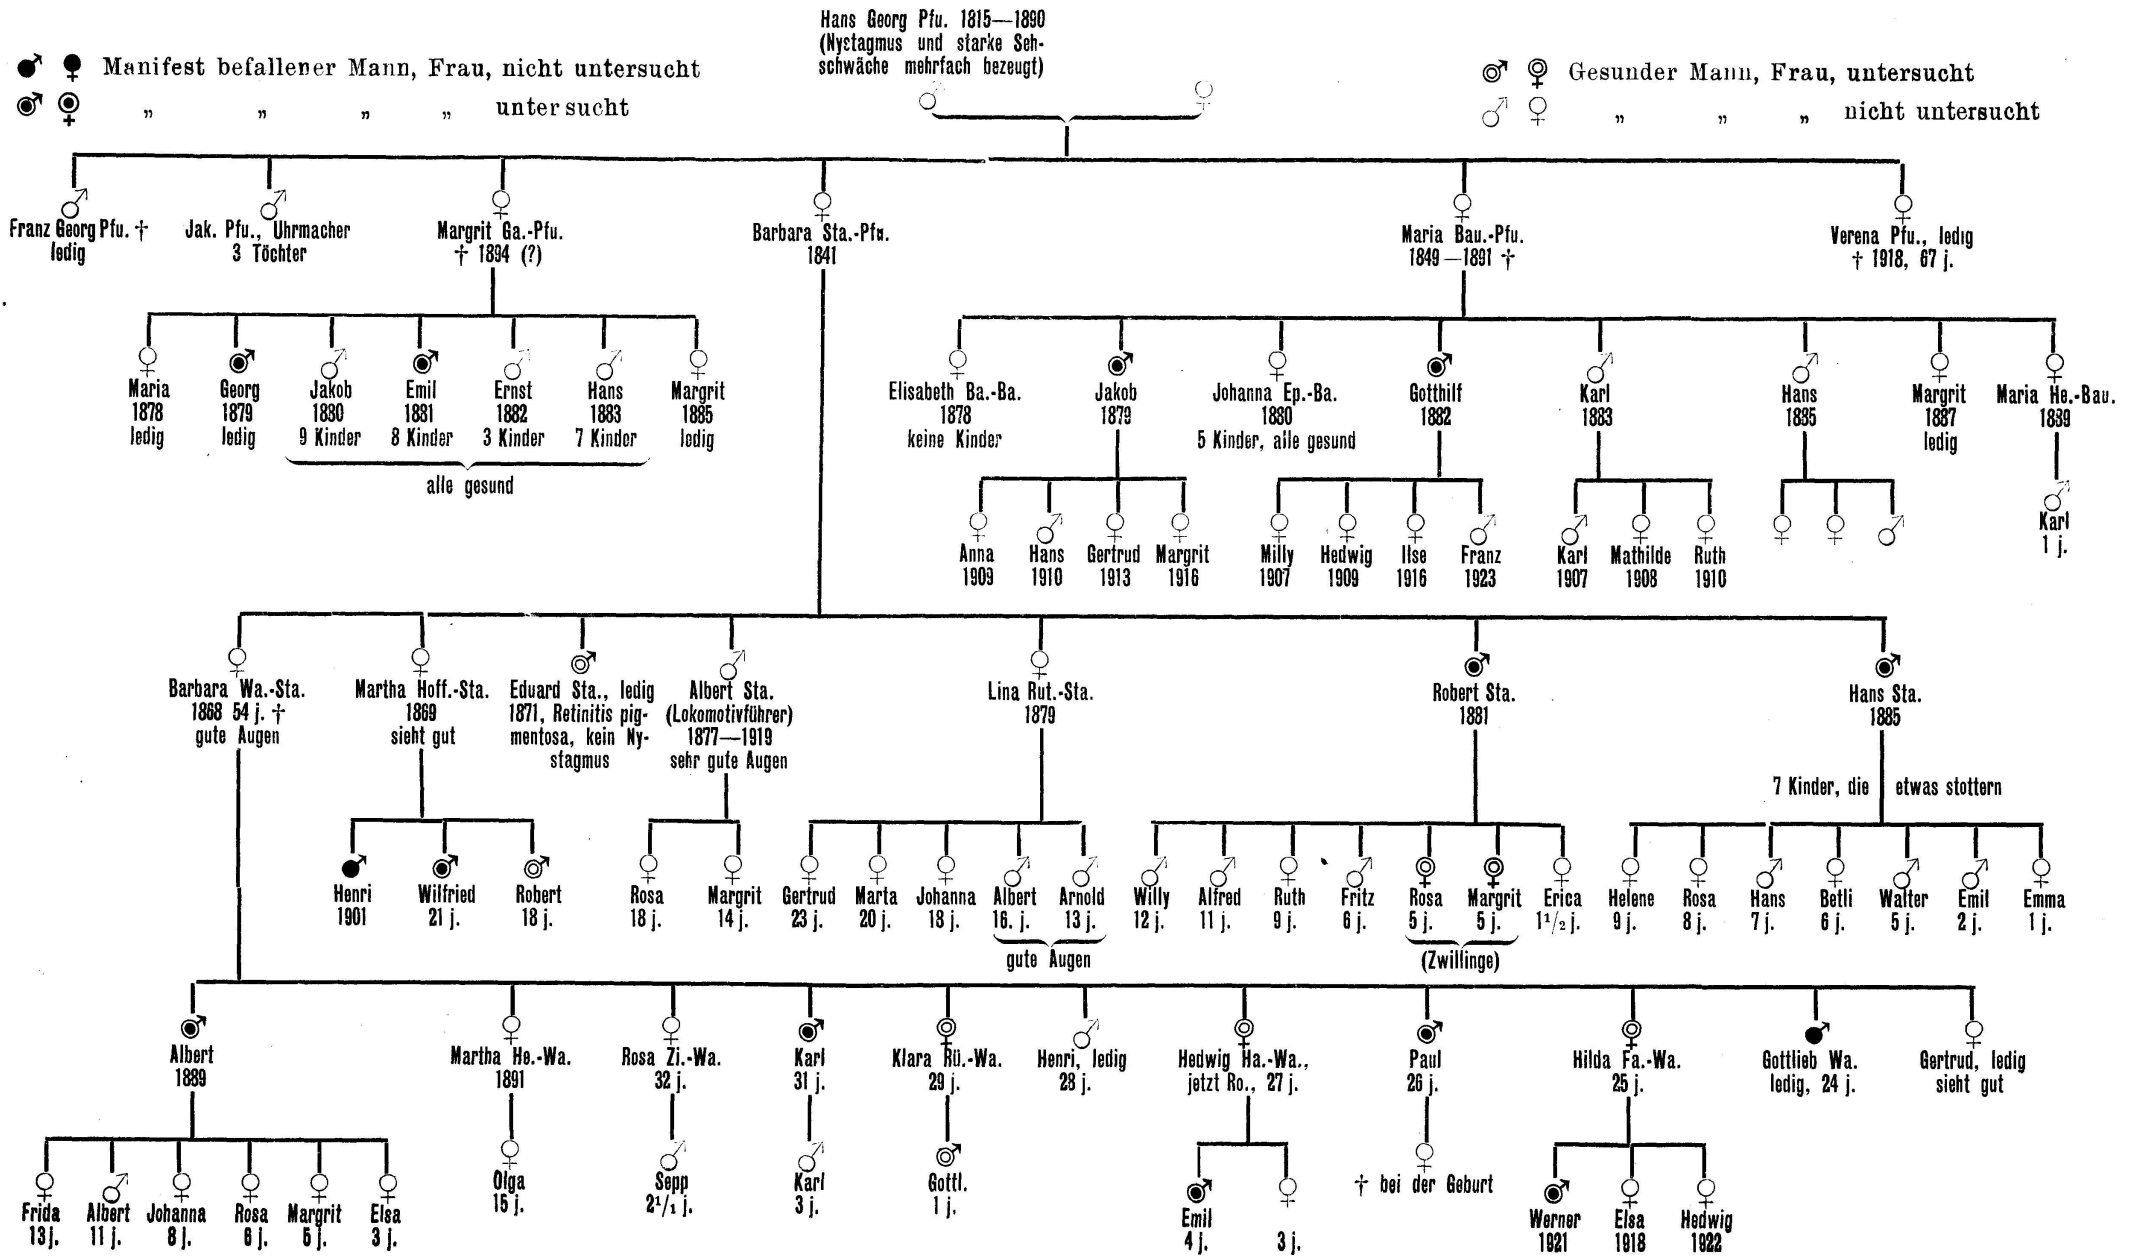 Hans Georg Pfu. 1815—1890
(Nystagmus und starke Seh-
schwäche mehrfach bezeugt)
Manifest befallener Mann, Frau, nicht untersucht
„ „ „ „ untersucht
Gesunder Mann, Frau, untersucht
„ „ „ nicht untersucht
Franz Georg Pfu. †
ledig
Jak. Pfu., Uhrmacher
3 Töchter
Margrit Ga.-Pfu.
† 1894 (?)
Barbara Sta.-Pfu.
1841
Maria Bau.-Pfu.
1849—1891 †
Verena Pfu., ledig
† 1918, 67 j.
Maria
1878
ledig
Georg
1879
ledig
Jakob
1880
9 Kinder
Emil
1881
8 Kinder
Ernst
1882
3 Kinder
Hans
1883
7 Kinder
Margrit
1885
ledig
alle gesund
Elisabeth Ba.-Ba.
1878
keine Kinder
Jakob
1879
Johanna Ep.-Ba.
1880
5 Kinder, alle gesund
Gotthilf
1882
Karl
1883
Hans
1885
Margrit
1887
ledig
Maria He.-Bau.
1889
Anna
1909
Hans
1910
Gertrud
1913
Margrit
1916
Milly
1907
Hedwig
1909
Ilse
1916
Franz
1923
Karl
1907
Mathilde
1908
Ruth
1910
Karl
1 j.
Barbara Wa.-Sta.
1868 54 j. †
gute Augen
Martha Hoff.-Sta.
1869
sieht gut
Eduard Sta., ledig
1871, Retinitis pig-
mentosa, kein Ny-
stagmus
Albert Sta.
(Lokomotivführer)
1877—1919
sehr gute Augen
Lina Rut.-Sta.
1879
Robert Sta.
1881
Hans Sta.
1885
7 Kinder, die etwas stottern
Henri
1901
Wilfried
21 j.
Robert
18 j.
Rosa
18 j.
Margrit
14 j.
Gertrud
23 j.
Marta
20 j.
Johanna
18 j.
Albert
16. j.
Arnold
13 j.
gute Augen
Willy
12 j.
Alfred
11 j.
Ruth
9 j.
Fritz
6 j.
Rosa
5 j.
Margrit
5 j.
Erica
1 1/2 j.
(Zwillinge)
Helene
9 j.
Rosa
8 j.
Hans
7 j.
Betli
6 j.
Walter
5 j.
Emil
2 j.
Emma
1 j.
Albert
1889
Martha He.-Wa.
1891
Rosa Zi.-Wa.
32 j.
Karl
31 j.
Klara Rü.-Wa.
29 j.
Henri, ledig
28 j.
Hedwig Ha.-Wa.,
jetzt Ro., 27 j.
Paul
26 j.
Hilda Fa.-Wa.
25 j.
Gottlieb Wa.
ledig, 24 j.
Gertrud, ledig
sieht gut
Frida
13 j.
Albert
11 j.
Johanna
8 j.
Rosa
6 j.
Margrit
5 j.
Elsa
3 j.
Olga
15 j.
Sepp
2 1/1 j.
Karl
3 j.
Gottl.
1 j.
Emil
4 j.
3 j.
† bei der Geburt
Werner
1921
Elsa
1918
Hedwig
1922